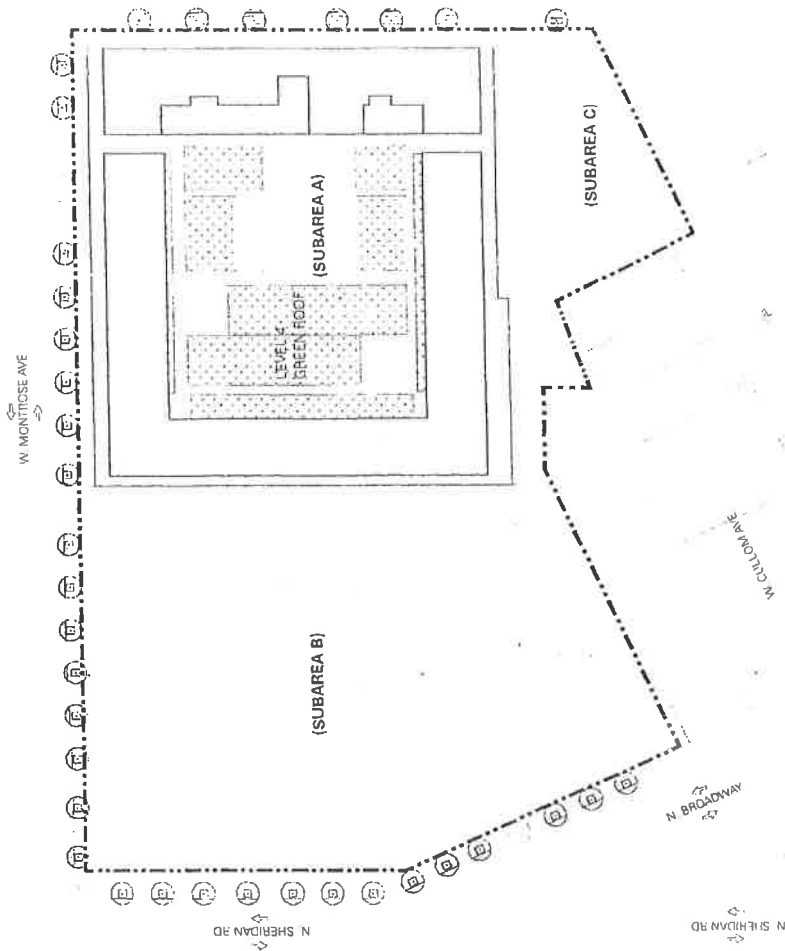 W. MONTROSE AVE
(SUBAREA A)
(SUBAREA C)
LEVEL 4
GREEN ROOF
(SUBAREA B)
W. CULLOM AVE
N. BROADWAY
N. SHERIDAN RD
N. SHERIDAN RD